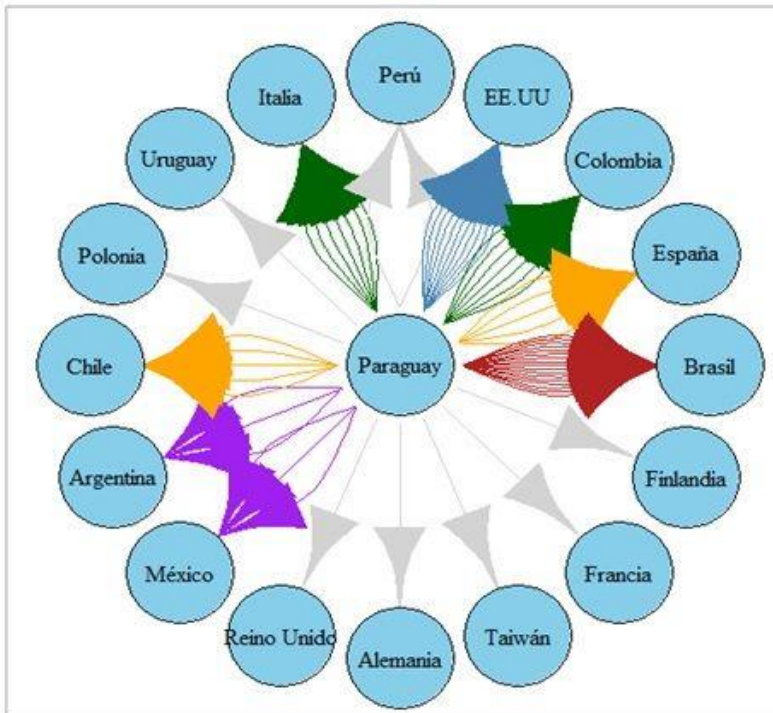 Perú
Italia
EE.UU
Uruguay
Colombia
Polonia
España
Chile
Paraguay
Brasil
Argentina
Finlandia
México
Francia
Reino Unido
Alemania
Taiwán